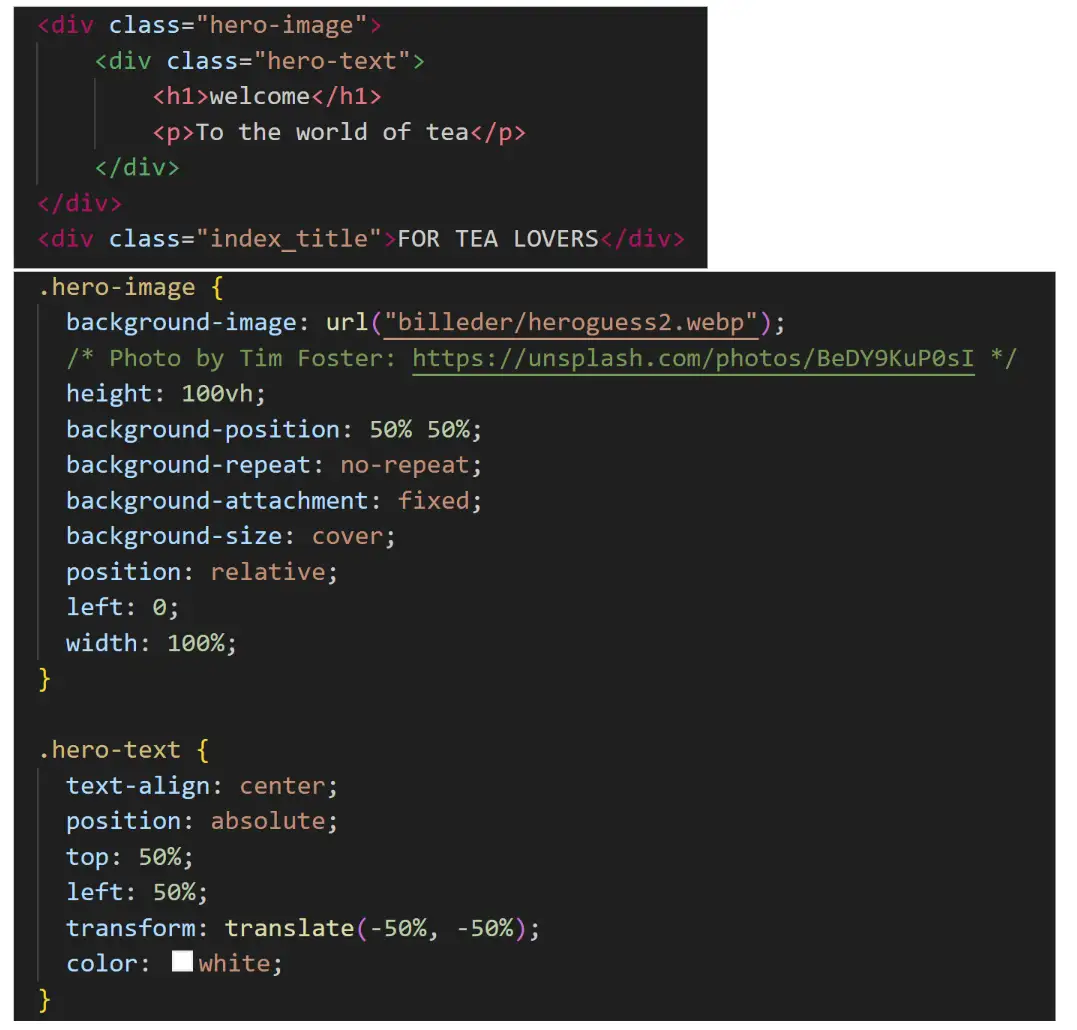 <div class="hero-image">
<div class="hero-text">
<h1>welcome</h1>
<p>To the world of tea</p>
</div>
</div>
<div class="index_title">FOR TEA LOVERS</div>
.hero-image {
background-image: url("billeder/heroguess2.webp");
/* Photo by Tim Foster: https://unsplash.com/photos/BeDY9KuP0sI */
height: 100vh;
background-position: 50% 50%;
background-repeat: no-repeat;
background-attachment: fixed;
background-size: cover;
position: relative;
left: 0;
width: 100%;
}
.hero-text {
text-align: center;
position: absolute;
top: 50%;
left: 50%;
transform: translate(-50%, -50%);
color: white;
}